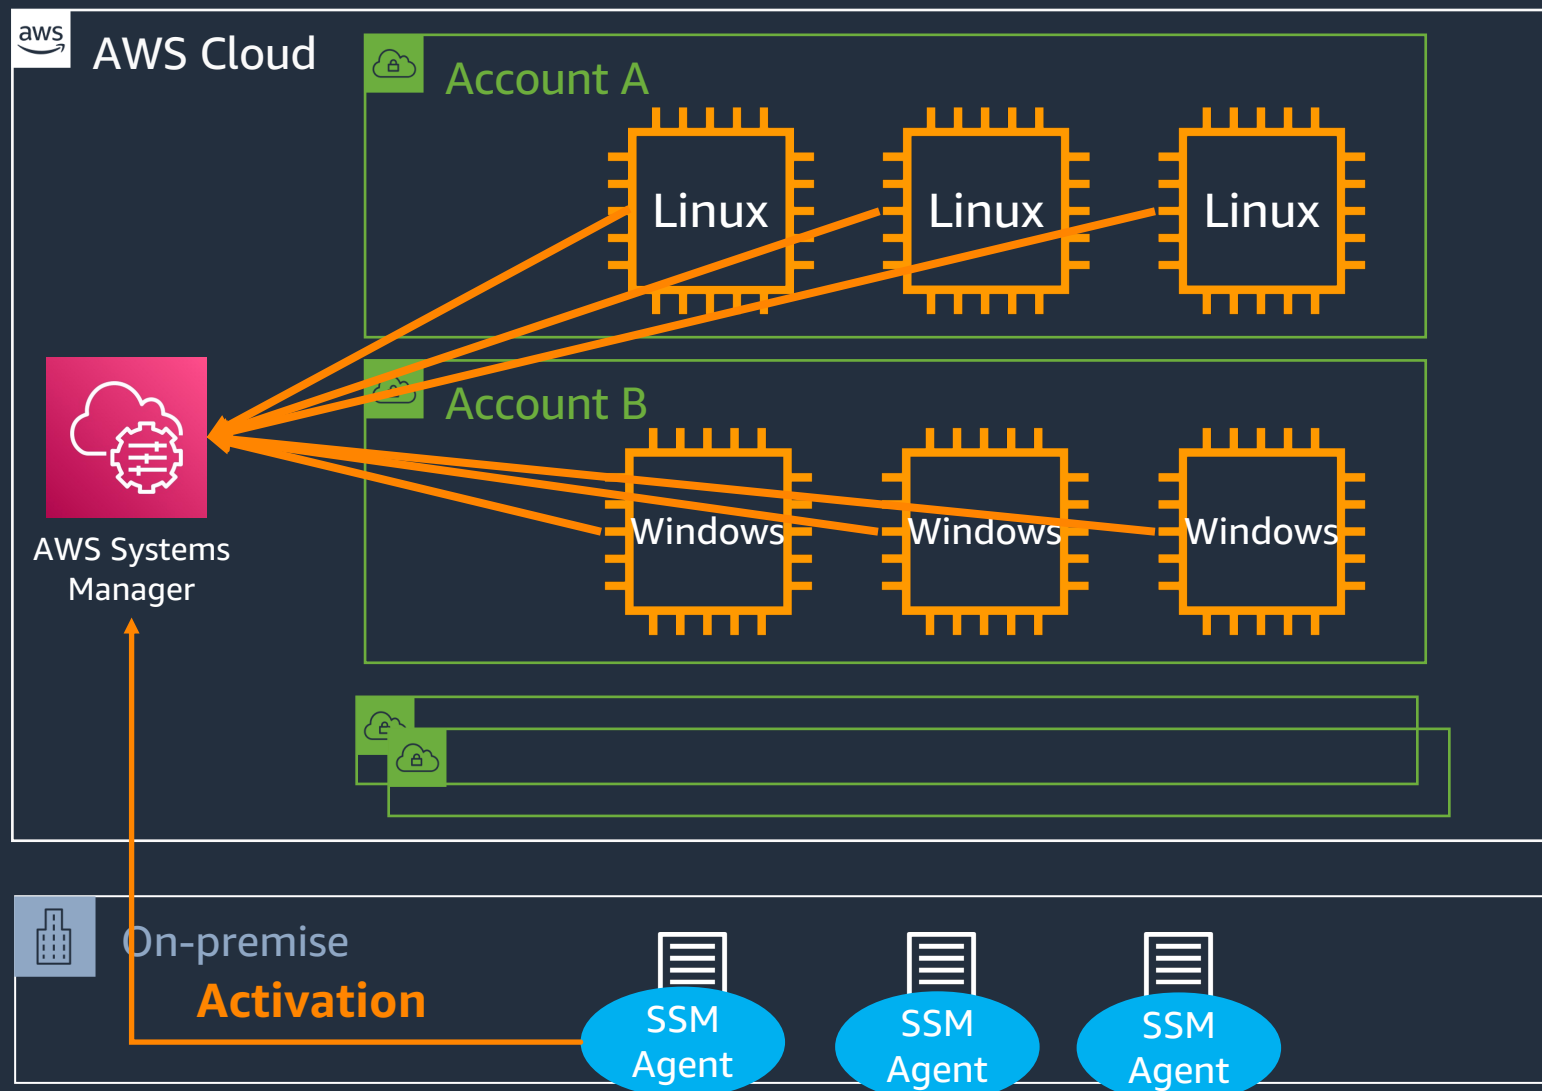 aws
AWS Cloud
Account A
Linux
Linux
Linux
Account B
Windows
Windows
Windows
AWS Systems
Manager
On-premise
Activation
SSM
Agent
SSM
Agent
SSM
Agent